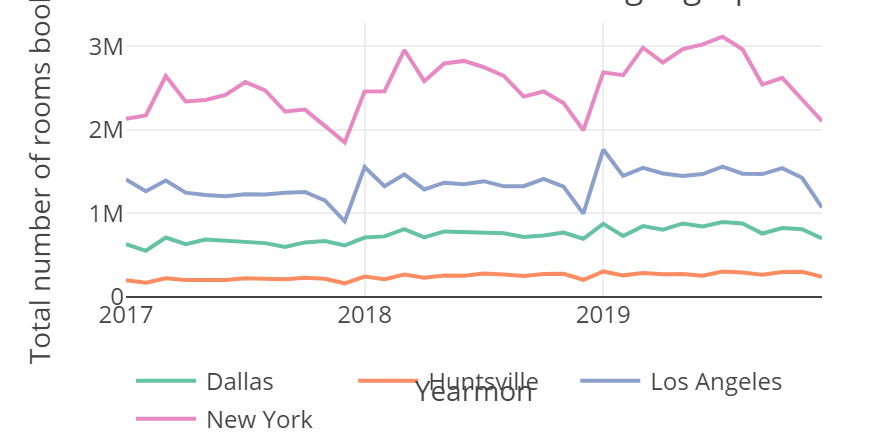 Total number of rooms
3M
2M
1M
0
2017 2018 2019
Yearmon
Dallas Huntsville Los Angeles
New York